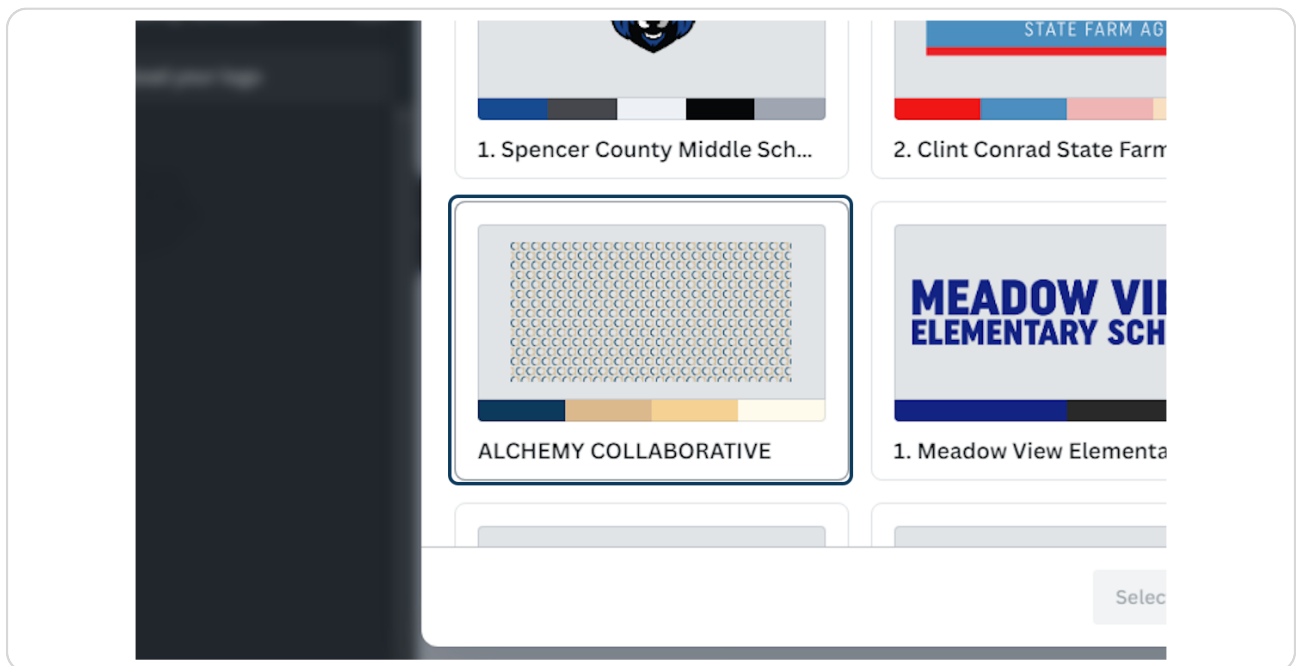 STATE FARM AG
1. Spencer County Middle Sch...
2. Clint Conrad State Farm
MEADOW VIE
ELEMENTARY SCH
ALCHEMY COLLABORATIVE
1. Meadow View Elementa
Selec